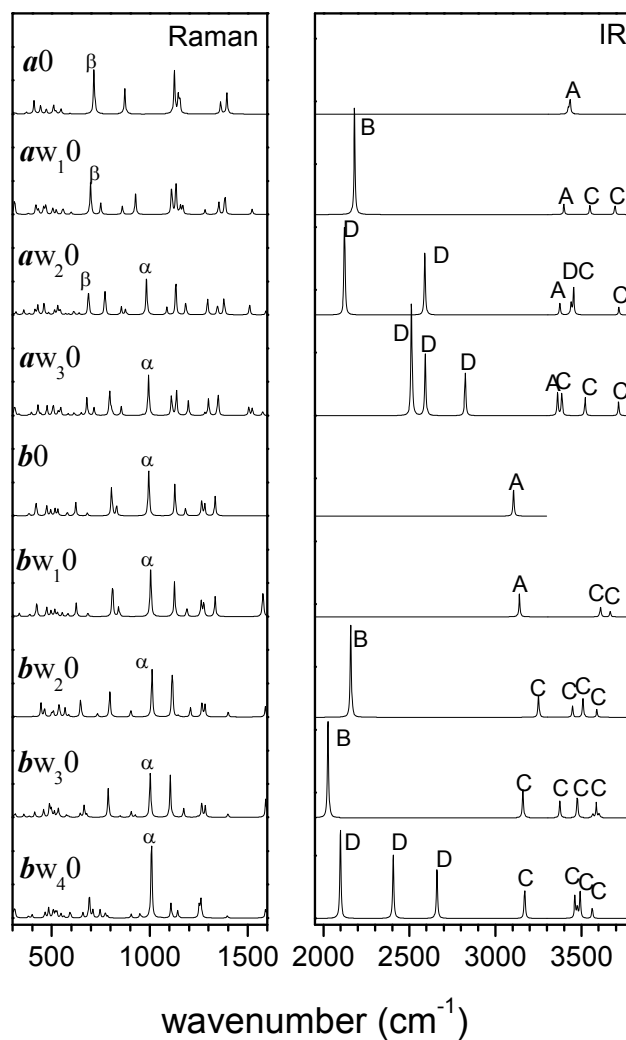 Raman
IR
a0
β
A
aw₁0
β
B
A C C
aw₂0
β α
D D A DC C
aw₃0
α
D D D A C C C
b0
α
A
bw₁0
α
A C C
bw₂0
α
B C C C C
bw₃0
α
B C C C C
bw₄0
α
D D D C C C C
500 1000 1500
2000 2500 3000 3500
wavenumber (cm⁻¹)